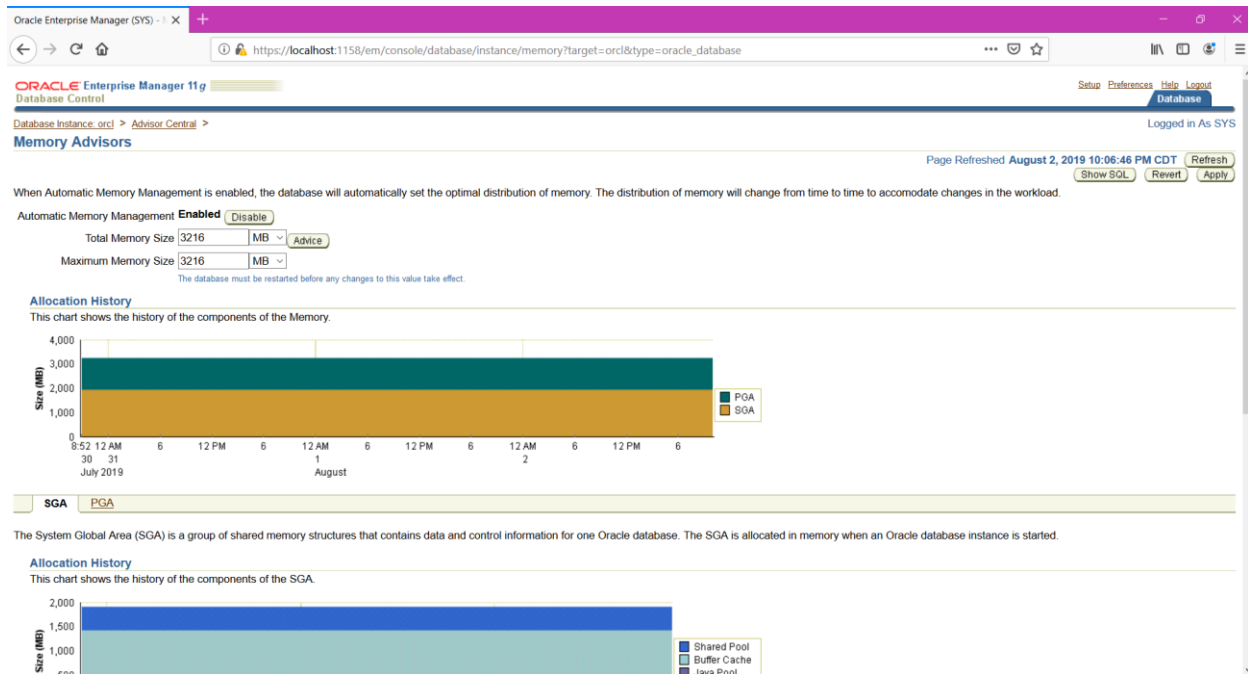 Oracle Enterprise Manager (SYS) -
https://localhost:1158/em/console/database/instance/memory?target=orcl&type=oracle_database
ORACLE Enterprise Manager 11g
Database Control
Setup Preferences Help Logout
Database
Database Instance: orcl > Advisor Central >
Logged in As SYS
Memory Advisors
Page Refreshed August 2, 2019 10:06:46 PM CDT Refresh
Show SQL Revert Apply
When Automatic Memory Management is enabled, the database will automatically set the optimal distribution of memory. The distribution of memory will change from time to time to accomodate changes in the workload.
Automatic Memory Management Enabled Disable
Total Memory Size 3216 MB Advice
Maximum Memory Size 3216 MB
The database must be restarted before any changes to this value take effect.
Allocation History
This chart shows the history of the components of the Memory.
4,000
3,000
2,000
1,000
0
Size (MB)
PGA
SGA
8:52 12 AM 6 12 PM 6 12 AM 6 12 PM 6 12 AM 6 12 PM 6
30 31 1 2
July 2019 August
SGA PGA
The System Global Area (SGA) is a group of shared memory structures that contains data and control information for one Oracle database. The SGA is allocated in memory when an Oracle database instance is started.
Allocation History
This chart shows the history of the components of the SGA.
2,000
1,500
1,000
500
Size (MB)
Shared Pool
Buffer Cache
Java Pool